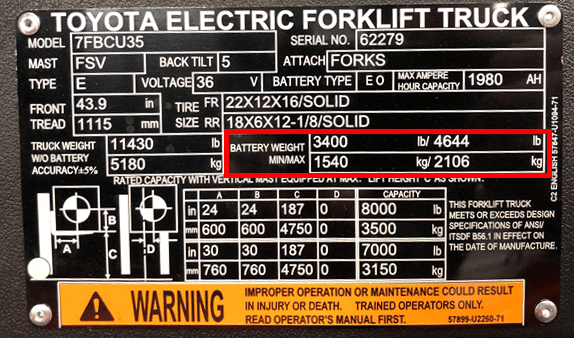 TOYOTA ELECTRIC FORKLIFT TRUCK
MODEL 7FBCU35 SERIAL NO. 62279
MAST FSV BACK TILT 5 ATTACH FORKS
TYPE E VOLTAGE 36 V BATTERY TYPE E O MAX AMPERE HOUR CAPACITY 1980 AH
FRONT 43.9 in TIRE FR 22X12X16/SOLID
TREAD 1115 mm SIZE RR 18X6X12-1/8/SOLID
TRUCK WEIGHT 11430 lb BATTERY WEIGHT 3400 lb/ 4644 lb
W/O BATTERY 5180 kg MIN/MAX 1540 kg/ 2106 kg
ACCURACY±5%
RATED CAPACITY WITH VERTICAL MAST EQUIPPED AT MAX. LIFT HEIGHT "C" AS SHOWN.
A B C D CAPACITY
in 24 24 187 0 8000 lb
mm 600 600 4750 0 3500 kg
in 30 30 187 0 7000 lb
mm 760 760 4750 0 3150 kg
A B C D
THIS FORKLIFT TRUCK
MEETS OR EXCEEDS DESIGN
SPECIFICATIONS OF ANSI/
ITSDF B56.1 IN EFFECT ON
THE DATE OF MANUFACTURE.
C2 ENGLISH 57847-U1094-71
WARNING
IMPROPER OPERATION OR MAINTENANCE COULD RESULT
IN INJURY OR DEATH. TRAINED OPERATORS ONLY.
READ OPERATOR'S MANUAL FIRST. 57899-U2260-71